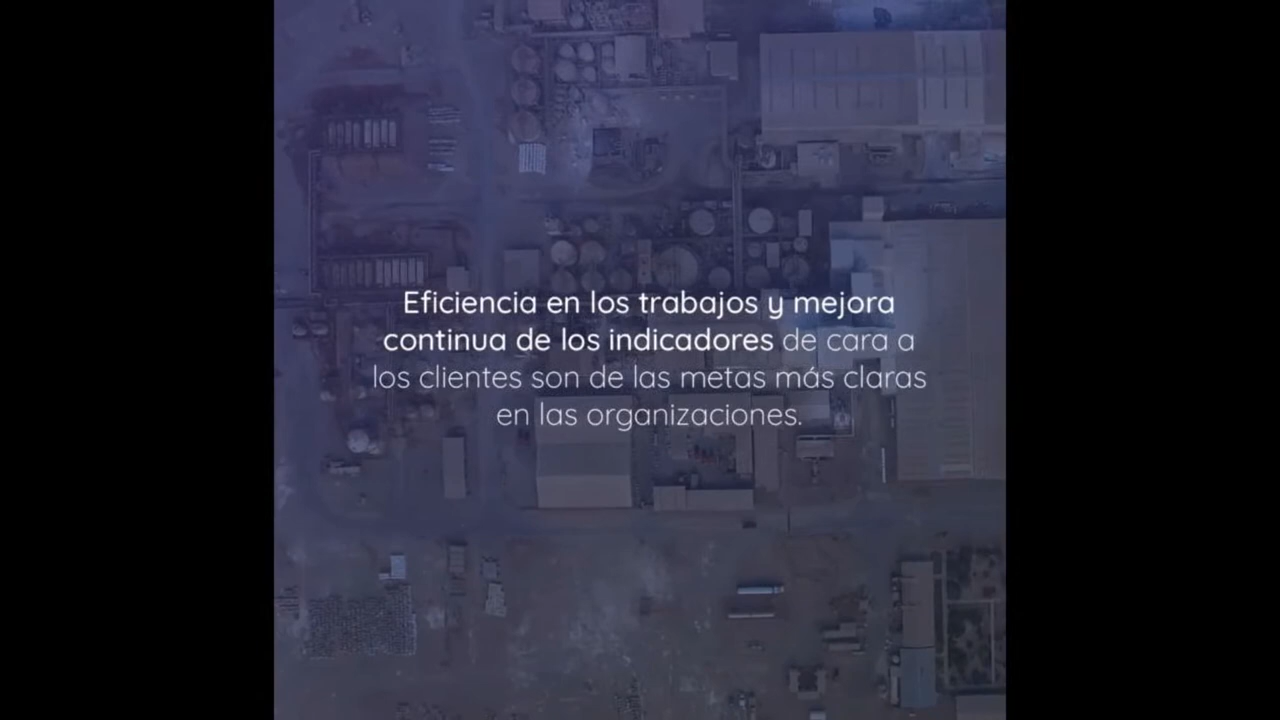 Eficiencia en los trabajos y mejora
continua de los indicadores de cara a
los clientes son de las metas más claras
en las organizaciones.